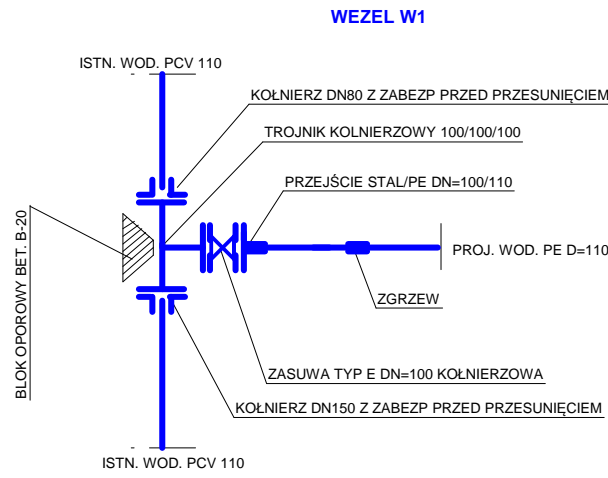 WEZEL W1
ISTN. WOD. PCV 110
KOŁNIERZ DN80 Z ZABEZP PRZED PRZESUNIĘCIEM
TROJNIK KOLNIERZOWY 100/100/100
PRZEJŚCIE STAL/PE DN=100/110
PROJ. WOD. PE D=110
ZGRZEW
BLOK OPOROWY BET. B-20
ZASUWA TYP E DN=100 KOŁNIERZOWA
KOŁNIERZ DN150 Z ZABEZP PRZED PRZESUNIĘCIEM
ISTN. WOD. PCV 110